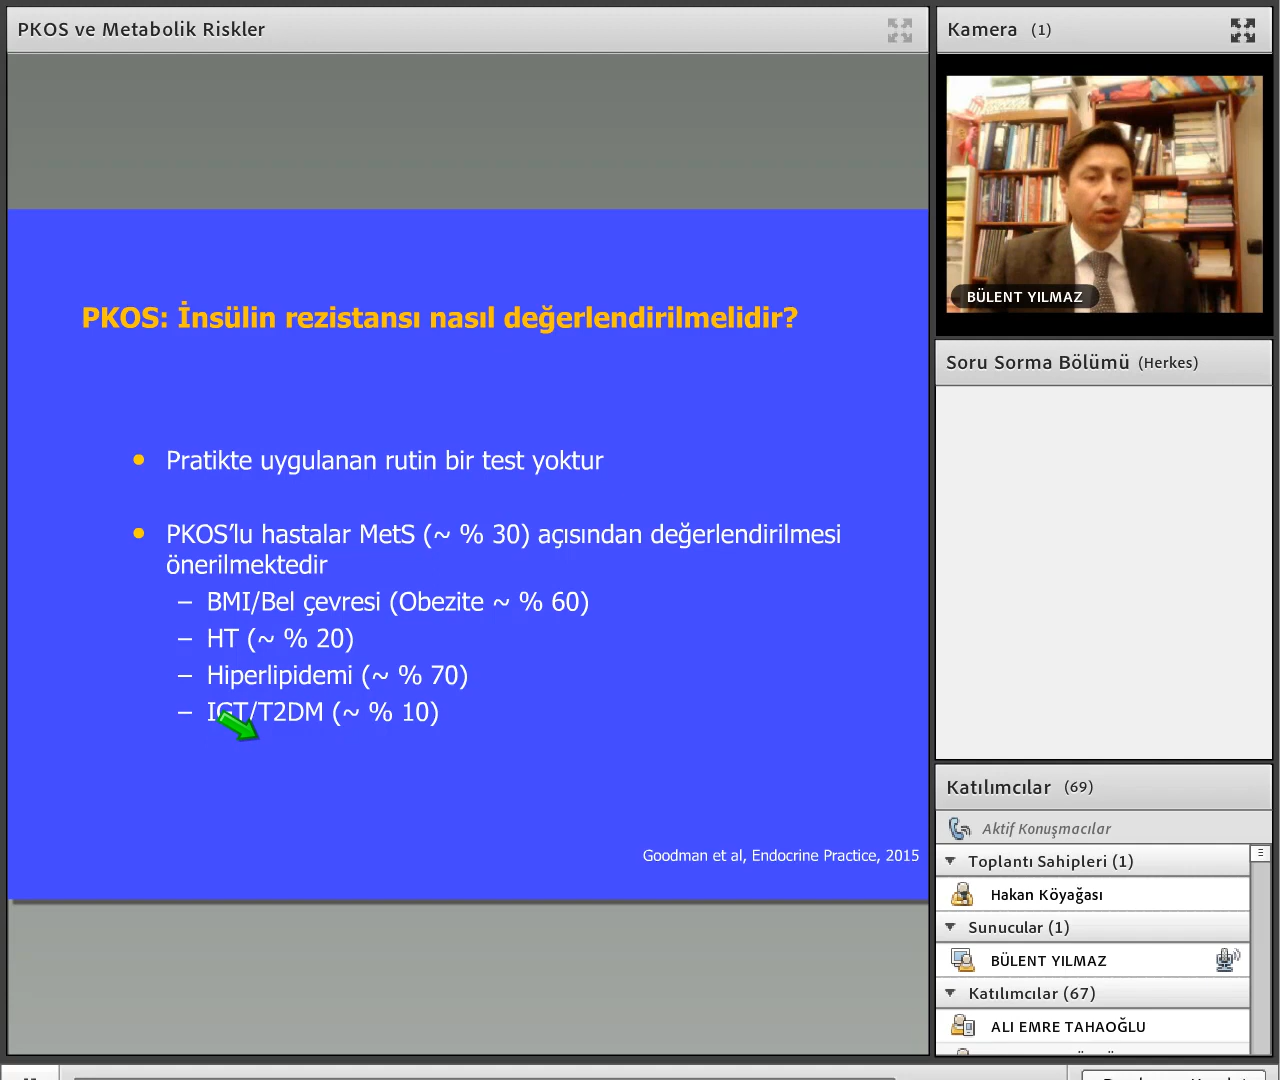 PKOS ve Metabolik Riskler
PKOS: İnsülin rezistansı nasıl değerlendirilmelidir?
• Pratikte uygulanan rutin bir test yoktur
• PKOS’lu hastalar MetS (~ % 30) açısından değerlendirilmesi
önerilmektedir
– BMI/Bel çevresi (Obezite ~ % 60)
– HT (~ % 20)
– Hiperlipidemi (~ % 70)
– IGT/T2DM (~ % 10)
Goodman et al, Endocrine Practice, 2015
Kamera (1)
BÜLENT YILMAZ
Soru Sorma Bölümü (Herkes)
Katılımcılar (69)
Aktif Konuşmacılar
Toplantı Sahipleri (1)
Hakan Köyağası
Sunucular (1)
BÜLENT YILMAZ
Katılımcılar (67)
ALI EMRE TAHAOĞLU